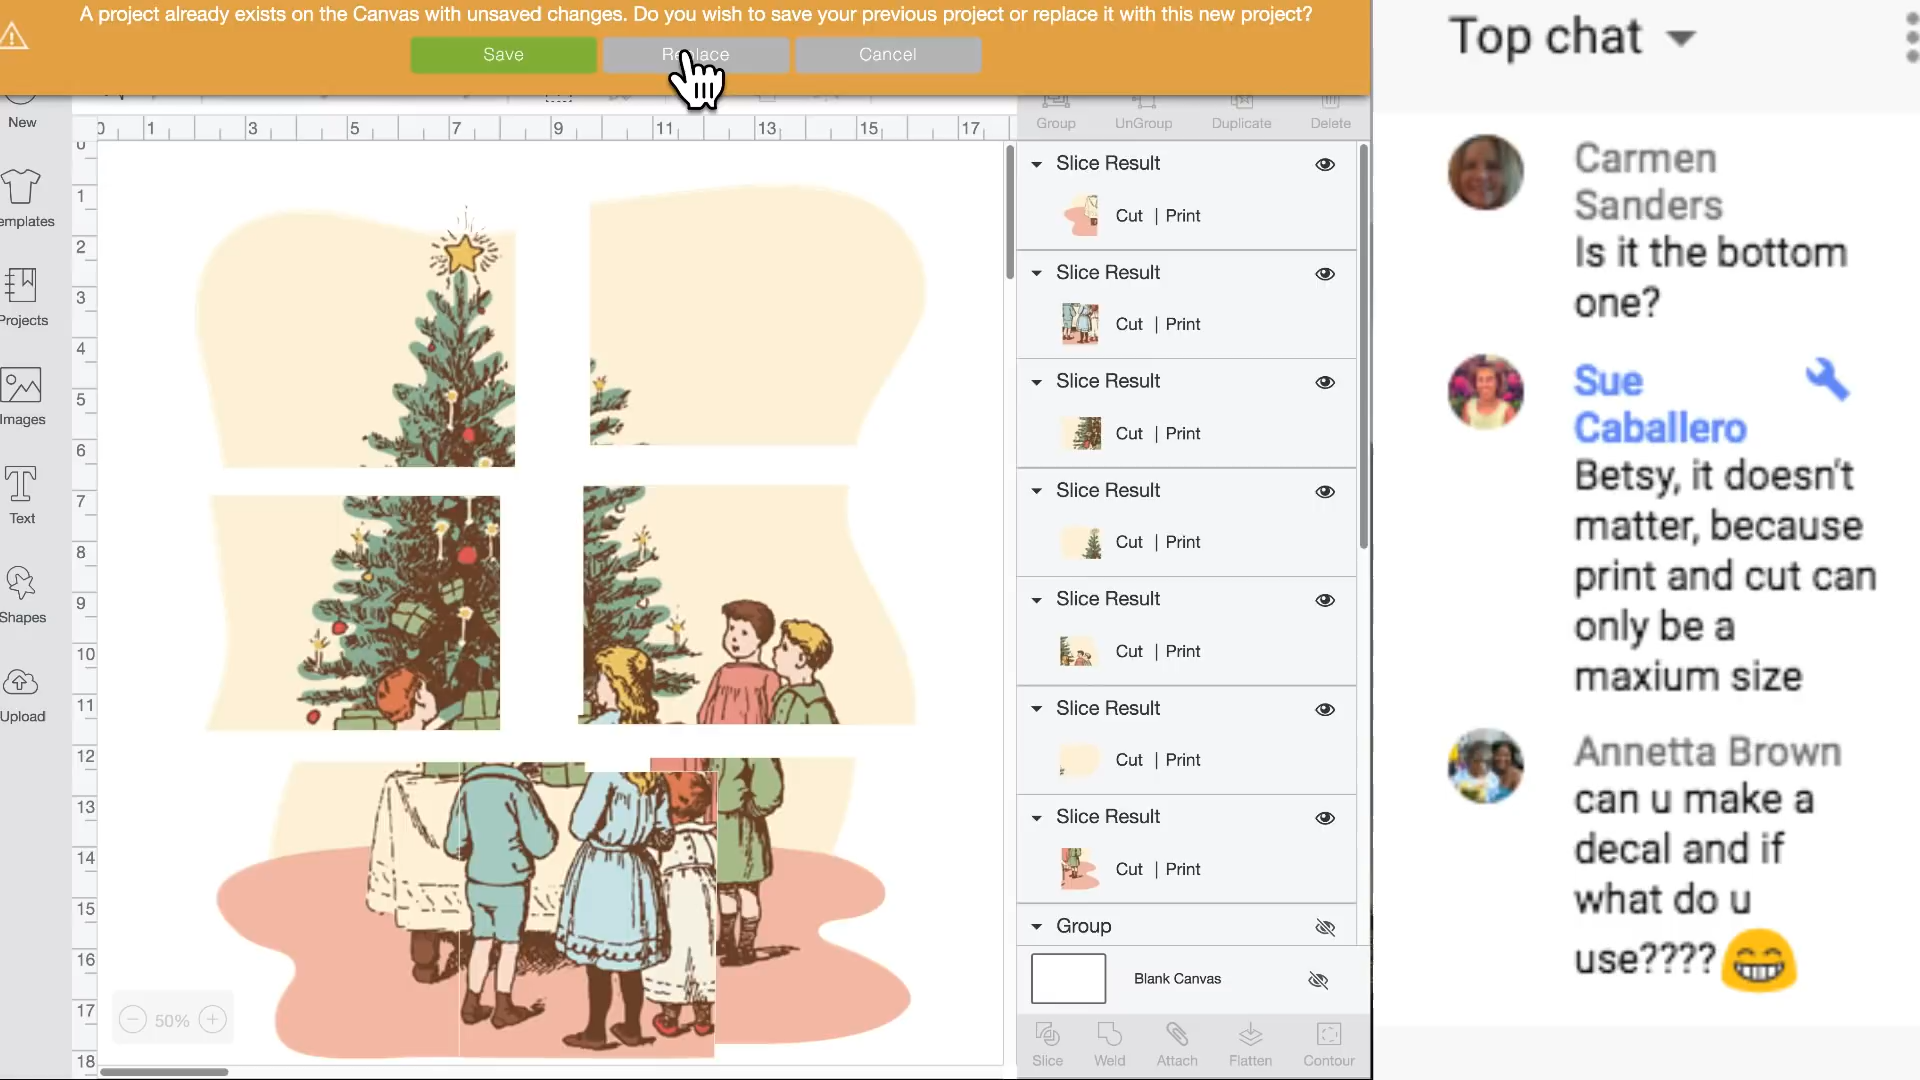 A project already exists on the Canvas with unsaved changes. Do you wish to save your previous project or replace it with this new project?
Save
Cancel
New
emplates
Projects
Images
Text
Shapes
Upload
0 1 3 5 7 9 11 13 15 17
0
1
2
3
4
5
6
7
8
9
10
11
12
13
14
15
16
17
18
50%
Group UnGroup Duplicate Delete
Slice Result
Cut | Print
Slice Result
Cut | Print
Slice Result
Cut | Print
Slice Result
Cut | Print
Slice Result
Cut | Print
Slice Result
Cut | Print
Slice Result
Cut | Print
Group
Blank Canvas
Slice Weld Attach Flatten Contour
Top chat
Carmen
Sanders
Is it the bottom
one?
Sue
Caballero
Betsy, it doesn't
matter, because
print and cut can
only be a
maxium size
Annetta Brown
can u make a
decal and if
what do u
use????